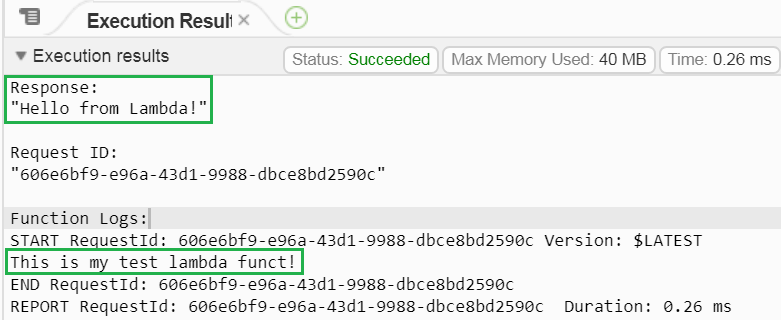 Execution Result
Execution results
Status: Succeeded
Max Memory Used: 40 MB
Time: 0.26 ms
Response:
"Hello from Lambda!"
Request ID:
"606e6bf9-e96a-43d1-9988-dbce8bd2590c"
Function Logs:
START RequestId: 606e6bf9-e96a-43d1-9988-dbce8bd2590c Version: $LATEST
This is my test lambda funct!
END RequestId: 606e6bf9-e96a-43d1-9988-dbce8bd2590c
REPORT RequestId: 606e6bf9-e96a-43d1-9988-dbce8bd2590c  Duration: 0.26 ms